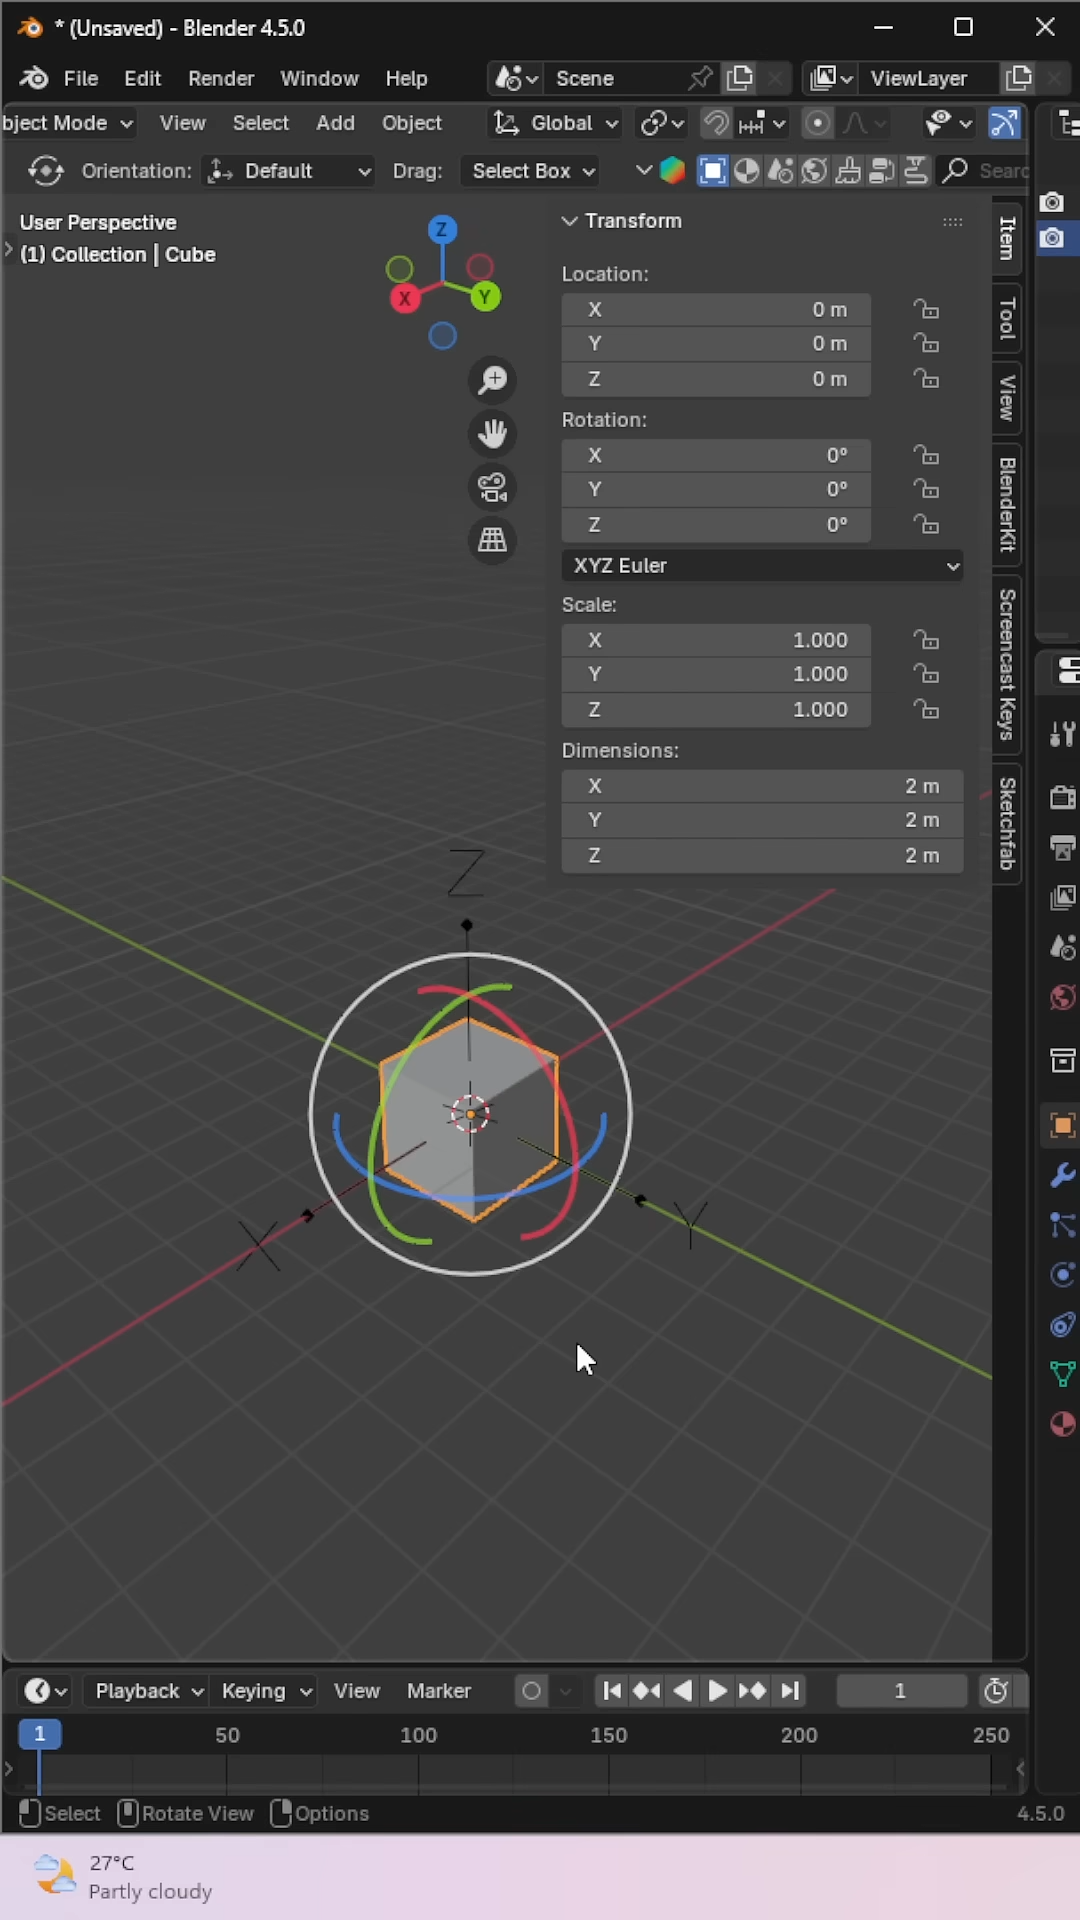 * (Unsaved) - Blender 4.5.0
File Edit Render Window Help Scene ViewLayer
bject Mode View Select Add Object Global
Orientation: Default Drag: Select Box Searc
User Perspective
(1) Collection | Cube
Z
X
Y
Transform
Location:
X 0 m
Y 0 m
Z 0 m
Rotation:
X 0°
Y 0°
Z 0°
XYZ Euler
Scale:
X 1.000
Y 1.000
Z 1.000
Dimensions:
X 2 m
Y 2 m
Z 2 m
Item
Tool
View
BlenderKit
Screencast Keys
Sketchfab
Z
X
Y
Playback Keying View Marker 1
1 50 100 150 200 250
Select Rotate View Options 4.5.0
27°C
Partly cloudy